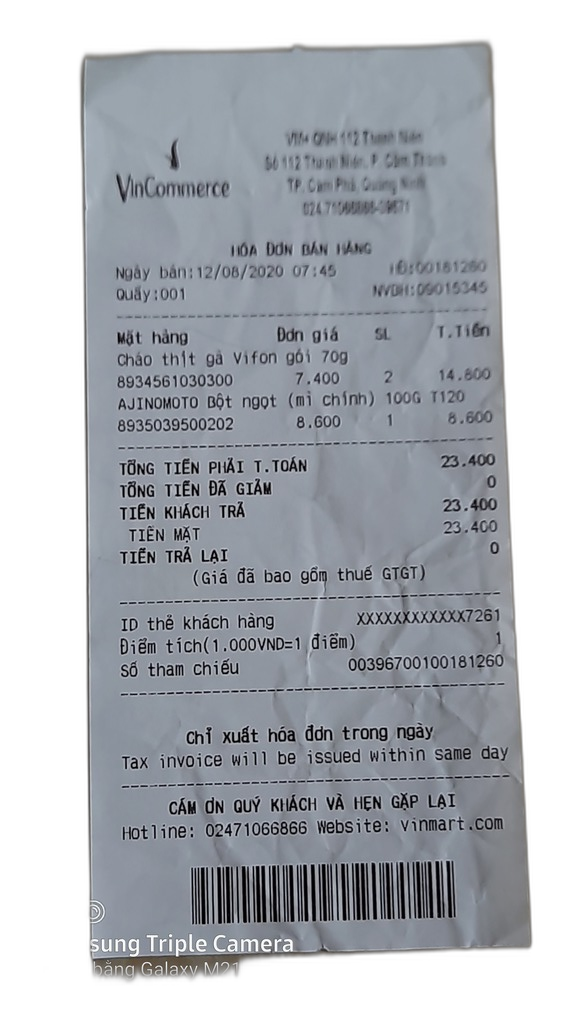 VinCommerce
VM+ QNH 112 Thanh Niên
Số 112 Thanh Niên, P. Cẩm Thành
TP. Cẩm Phả, Quảng Ninh
HÓA ĐƠN BÁN HÀNG
Ngày bán:12/08/2020 07:45 HĐ:00181260
Quầy:001 NVBH:09015345
Mặt hàng Đơn giá SL T.Tiền
Cháo thịt gà Vifon gói 70g
8934561030300 7.400 2 14.800
AJINOMOTO Bột ngọt (mì chính) 100G T120
8935039500202 8.600 1 8.600
TỔNG TIỀN PHẢI T.TOÁN 23.400
TỔNG TIỀN ĐÃ GIẢM 0
TIỀN KHÁCH TRẢ 23.400
TIỀN MẶT 23.400
TIỀN TRẢ LẠI 0
(Giá đã bao gồm thuế GTGT)
ID thẻ khách hàng XXXXXXXXXXXX7261
Điểm tích(1.000VND=1 điểm) 1
Số tham chiếu 00396700100181260
Chỉ xuất hóa đơn trong ngày
Tax invoice will be issued within same day
CẢM ƠN QUÝ KHÁCH VÀ HẸN GẶP LẠI
Hotline: 02471066866 Website: vinmart.com
sung Triple Camera
bằng Galaxy M21